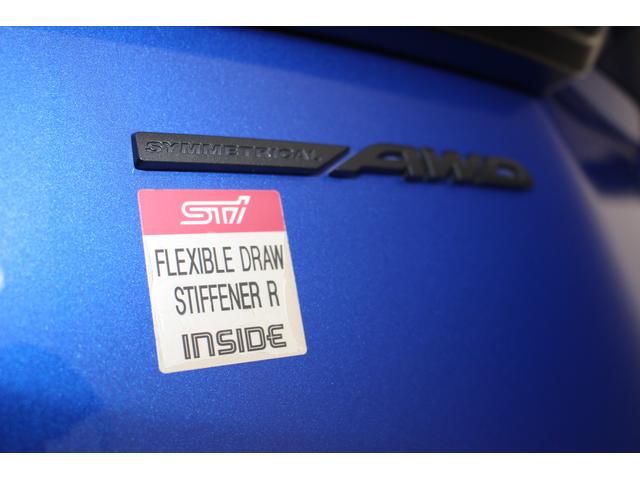 SYMMETRICAL AWD
STI
FLEXIBLE DRAW
STIFFENER R
INSIDE